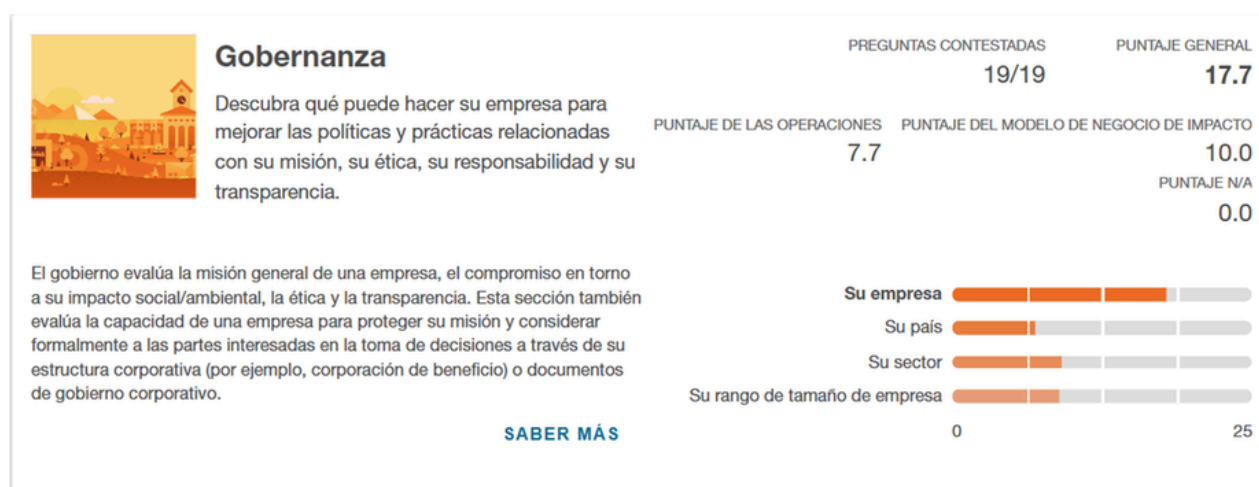 Gobernanza
Descubra qué puede hacer su empresa para
mejorar las políticas y prácticas relacionadas
con su misión, su ética, su responsabilidad y su
transparencia.
PREGUNTAS CONTESTADAS
19/19
PUNTAJE GENERAL
17.7
PUNTAJE DE LAS OPERACIONES
7.7
PUNTAJE DEL MODELO DE NEGOCIO DE IMPACTO
10.0
PUNTAJE N/A
0.0
El gobierno evalúa la misión general de una empresa, el compromiso en torno
a su impacto social/ambiental, la ética y la transparencia. Esta sección también
evalúa la capacidad de una empresa para proteger su misión y considerar
formalmente a las partes interesadas en la toma de decisiones a través de su
estructura corporativa (por ejemplo, corporación de beneficio) o documentos
de gobierno corporativo.
SABER MÁS
Su empresa
Su país
Su sector
Su rango de tamaño de empresa
0
25